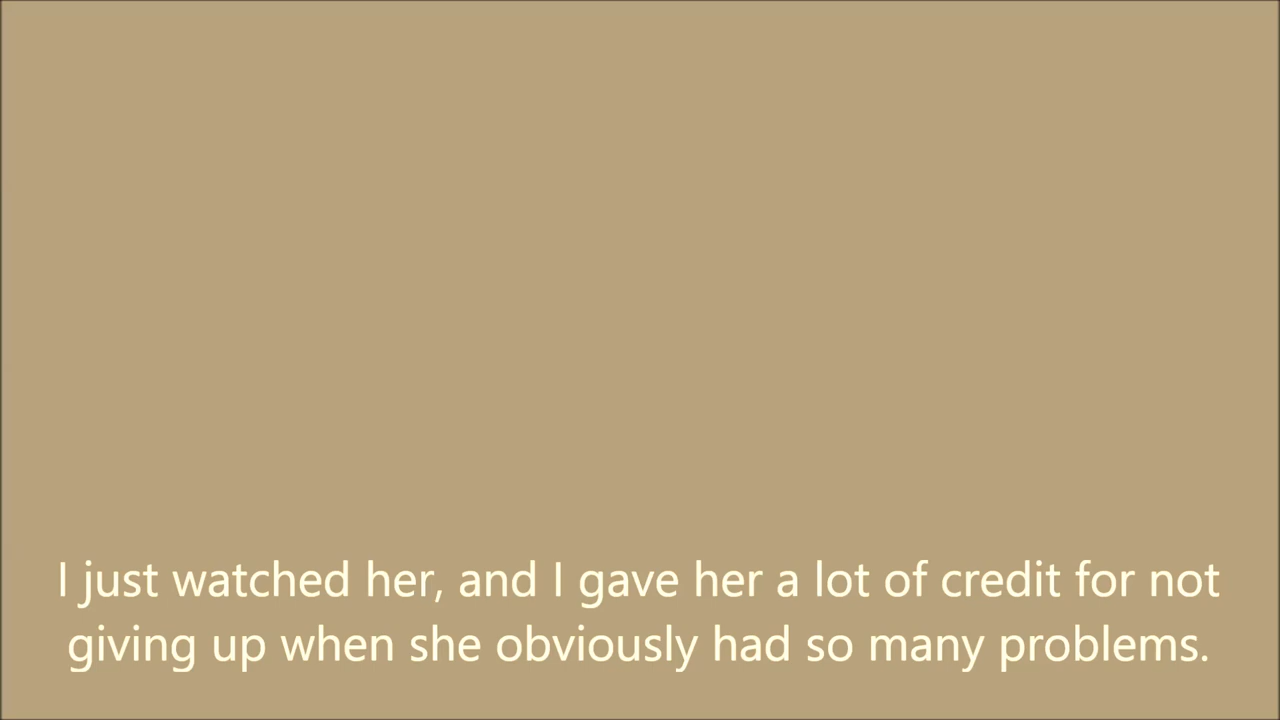 I just watched her, and I gave her a lot of credit for not
giving up when she obviously had so many problems.